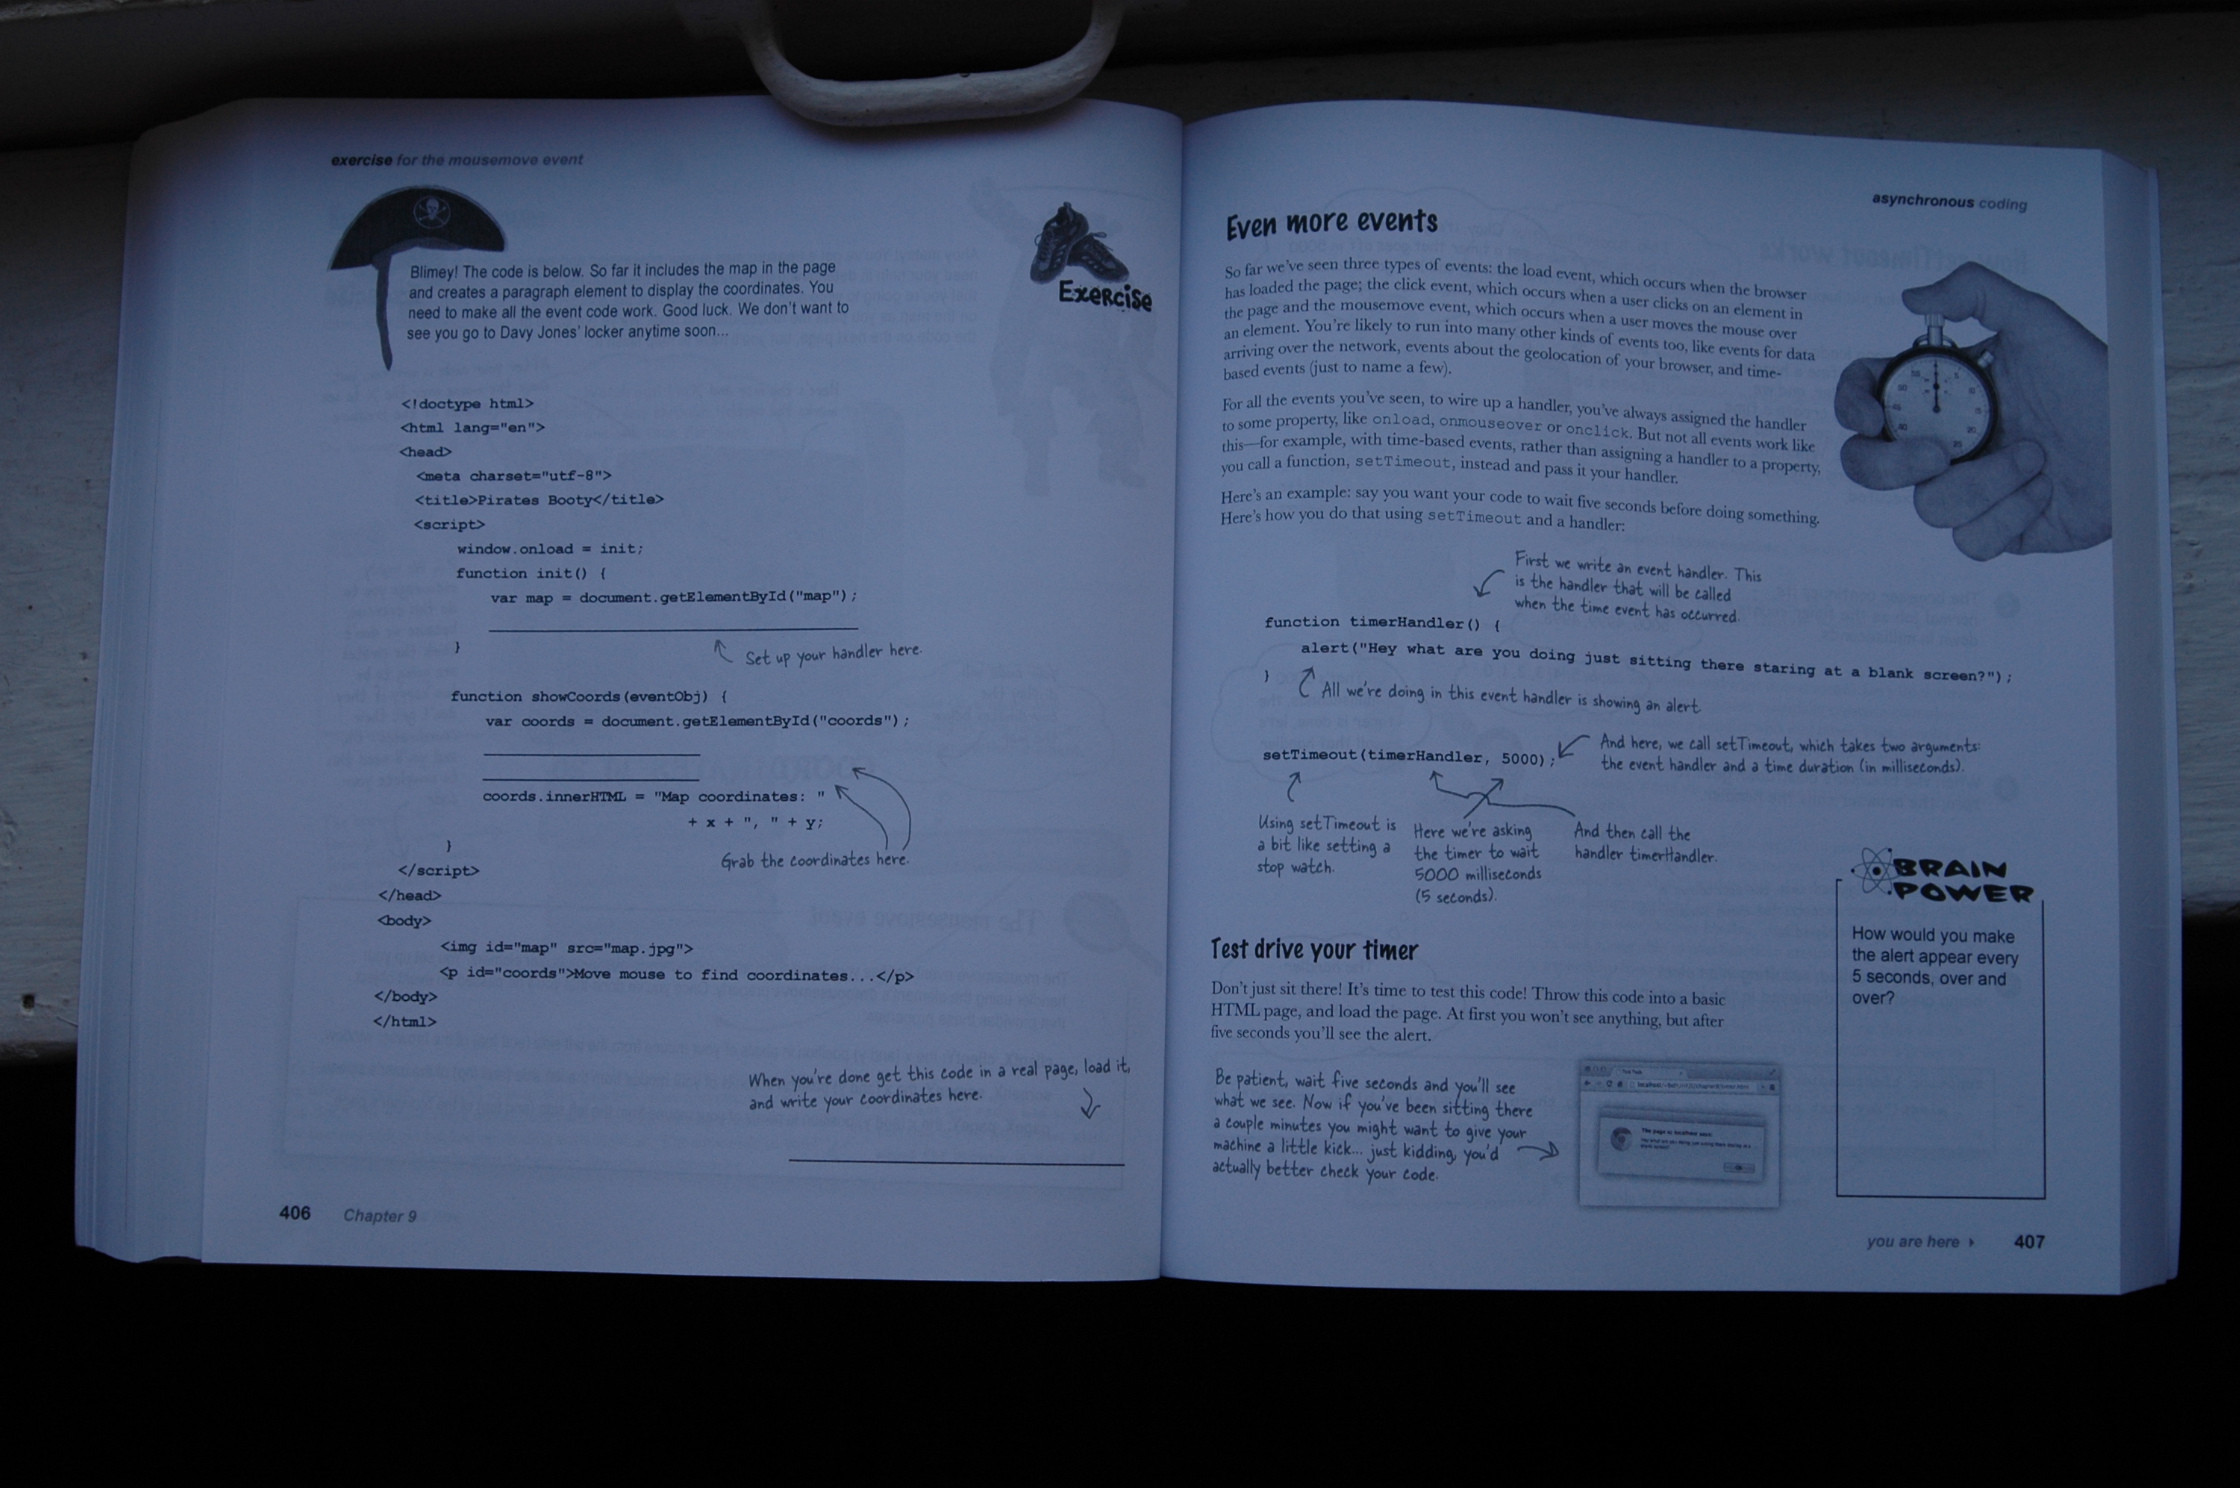 exercise for the mousemove event
Blimey! The code is below. So far it includes the map in the page
and creates a paragraph element to display the coordinates. You
need to make all the event code work. Good luck. We don't want to
see you go to Davy Jones' locker anytime soon...
Exercise
<!doctype html>
<html lang="en">
<head>
<meta charset="utf-8">
<title>Pirates Booty</title>
<script>
window.onload = init;
function init() {
var map = document.getElementById("map");
Set up your handler here.
}
function showCoords(eventObj) {
var coords = document.getElementById("coords");
coords.innerHTML = "Map coordinates: "
+ x + ", " + y;
}
Grab the coordinates here.
</script>
</head>
<body>
<img id="map" src="map.jpg">
<p id="coords">Move mouse to find coordinates...</p>
</body>
</html>
When you're done get this code in a real page, load it,
and write your coordinates here.
406 Chapter 9
asynchronous coding
Even more events
So far we've seen three types of events: the load event, which occurs when the browser
has loaded the page; the click event, which occurs when a user clicks on an element in
the page and the mousemove event, which occurs when a user moves the mouse over
an element. You're likely to run into many other kinds of events too, like events for data
arriving over the network, events about the geolocation of your browser, and time-
based events (just to name a few).
For all the events you've seen, to wire up a handler, you've always assigned the handler
to some property, like onload, onmouseover or onclick. But not all events work like
this—for example, with time-based events, rather than assigning a handler to a property,
you call a function, setTimeout, instead and pass it your handler.
Here's an example: say you want your code to wait five seconds before doing something.
Here's how you do that using setTimeout and a handler:
First we write an event handler. This
is the handler that will be called
when the time event has occurred.
function timerHandler() {
alert("Hey what are you doing just sitting there staring at a blank screen?");
}
All we're doing in this event handler is showing an alert.
setTimeout(timerHandler, 5000);
And here, we call setTimeout, which takes two arguments:
the event handler and a time duration (in milliseconds).
Using setTimeout is
a bit like setting a
stop watch.
Here we're asking
the timer to wait
5000 milliseconds
(5 seconds).
And then call the
handler timerHandler.
BRAIN
POWER
How would you make
the alert appear every
5 seconds, over and
over?
Test drive your timer
Don't just sit there! It's time to test this code! Throw this code into a basic
HTML page, and load the page. At first you won't see anything, but after
five seconds you'll see the alert.
Be patient, wait five seconds and you'll see
what we see. Now if you've been sitting there
a couple minutes you might want to give your
machine a little kick... just kidding, you'd
actually better check your code.
you are here 407